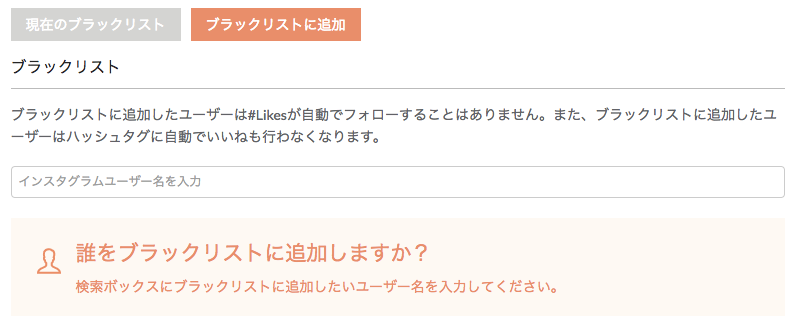 現在のブラックリスト
ブラックリストに追加
ブラックリスト
ブラックリストに追加したユーザーは#Likesが自動でフォローすることはありません。また、ブラックリストに追加したユ
ーザーはハッシュタグに自動でいいねも行わなくなります。
インスタグラムユーザー名を入力
誰をブラックリストに追加しますか？
検索ボックスにブラックリストに追加したいユーザー名を入力してください。